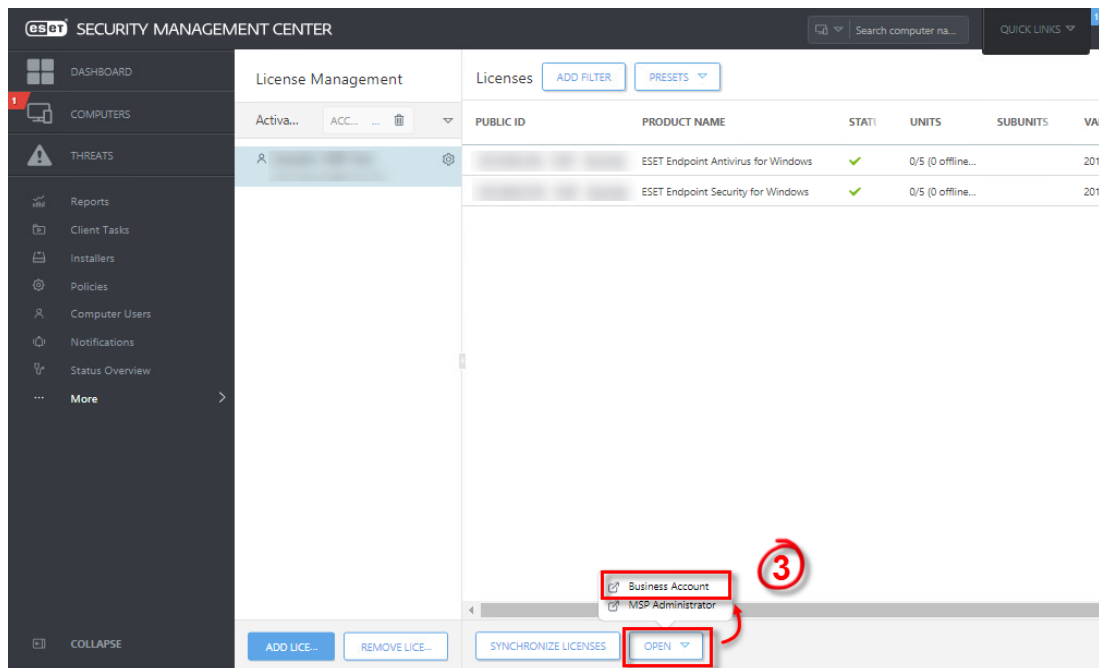 eset SECURITY MANAGEMENT CENTER
Search computer na...
QUICK LINKS
1
DASHBOARD
1
COMPUTERS
THREATS
Reports
Client Tasks
Installers
Policies
Computer Users
Notifications
Status Overview
... More
COLLAPSE
License Management
Activa... ACC... ...
ADD LICE... REMOVE LICE...
Licenses ADD FILTER PRESETS
PUBLIC ID PRODUCT NAME STATU UNITS SUBUNITS VA
ESET Endpoint Antivirus for Windows 0/5 (0 offline... 201
ESET Endpoint Security for Windows 0/5 (0 offline... 201
3
Business Account
MSP Administrator
SYNCHRONIZE LICENSES OPEN